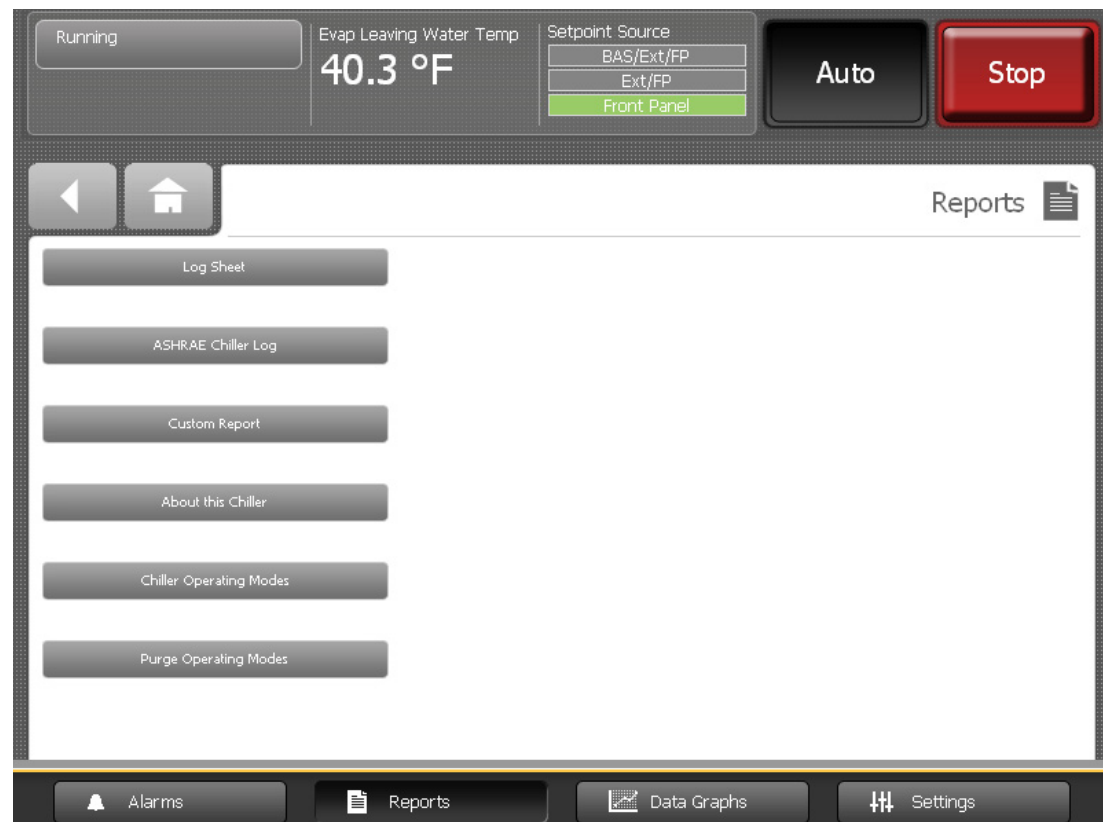 Running
Evap Leaving Water Temp
40.3 °F
Setpoint Source
BAS/Ext/FP
Ext/FP
Front Panel
Auto
Stop
Reports
Log Sheet
ASHRAE Chiller Log
Custom Report
About this Chiller
Chiller Operating Modes
Purge Operating Modes
Alarms
Reports
Data Graphs
Settings